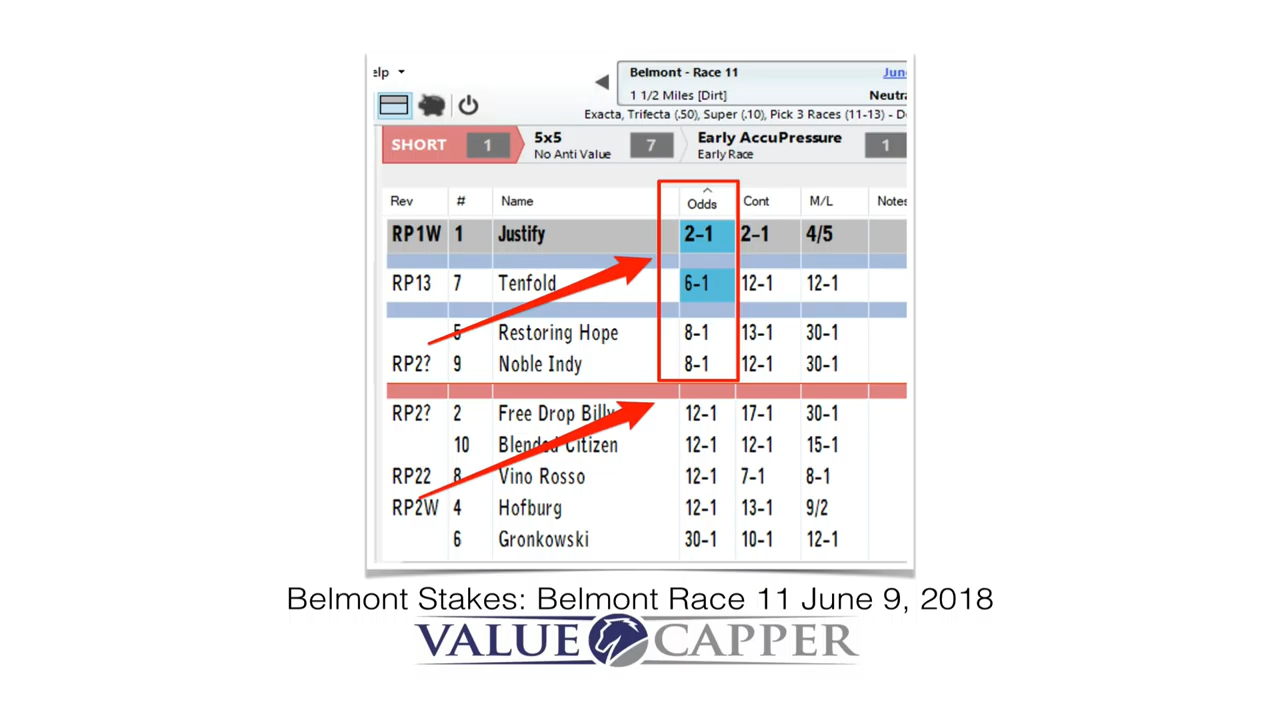 elp
Belmont - Race 11
June
1 1/2 Miles [Dirt] Neutra
Exacta, Trifecta (.50), Super (.10), Pick 3 Races (11-13) - D
SHORT 1 5x5 7 Early AccuPressure 1
No Anti Value Early Race
Rev # Name Odds Cont M/L Notes
RP1W 1 Justify 2-1 2-1 4/5
RP13 7 Tenfold 6-1 12-1 12-1
5 Restoring Hope 8-1 13-1 30-1
RP2? 9 Noble Indy 8-1 12-1 30-1
RP2? 2 Free Drop Billy 12-1 17-1 30-1
10 Blended Citizen 12-1 12-1 15-1
RP22 8 Vino Rosso 12-1 7-1 8-1
RP2W 4 Hofburg 12-1 13-1 9/2
6 Gronkowski 30-1 10-1 12-1
Belmont Stakes: Belmont Race 11 June 9, 2018
VALUE CAPPER